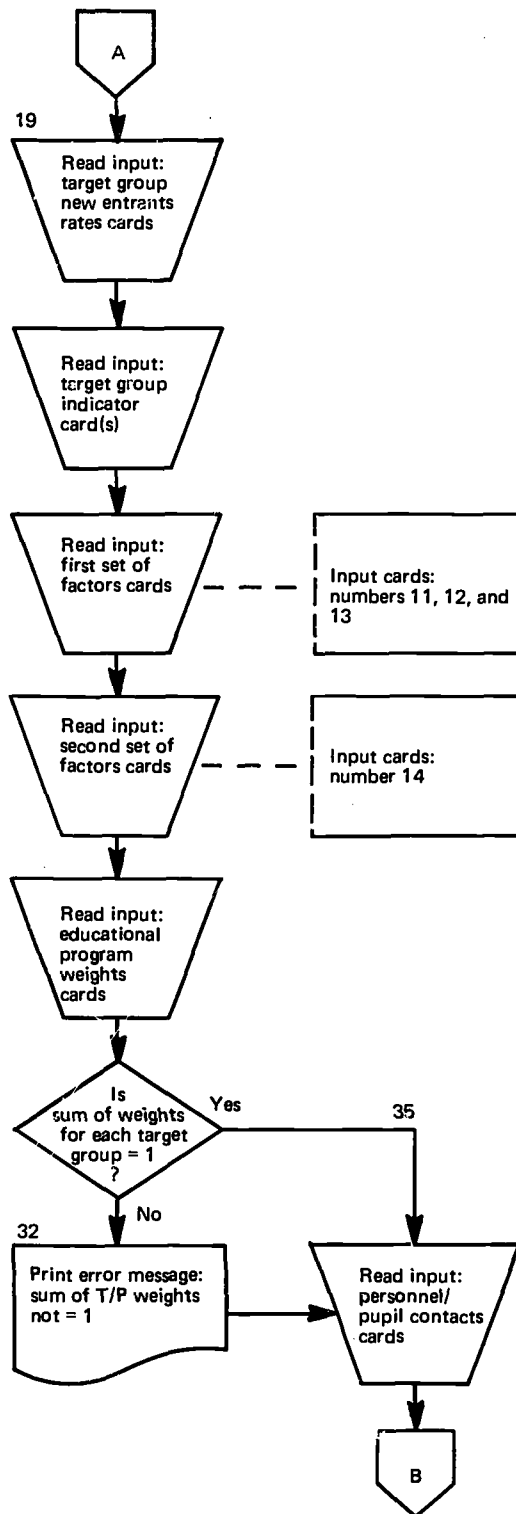 A
19
Read input:
target group
new entrants
rates cards
Read input:
target group
indicator
card(s)
Read input:
first set of
factors cards
Input cards:
numbers 11, 12, and
13
Read input:
second set of
factors cards
Input cards:
number 14
Read input:
educational
program
weights
cards
Is
sum of weights
for each target
group = 1
?
Yes
35
No
32
Print error message:
sum of T/P weights
not = 1
Read input:
personnel/
pupil contacts
cards
B